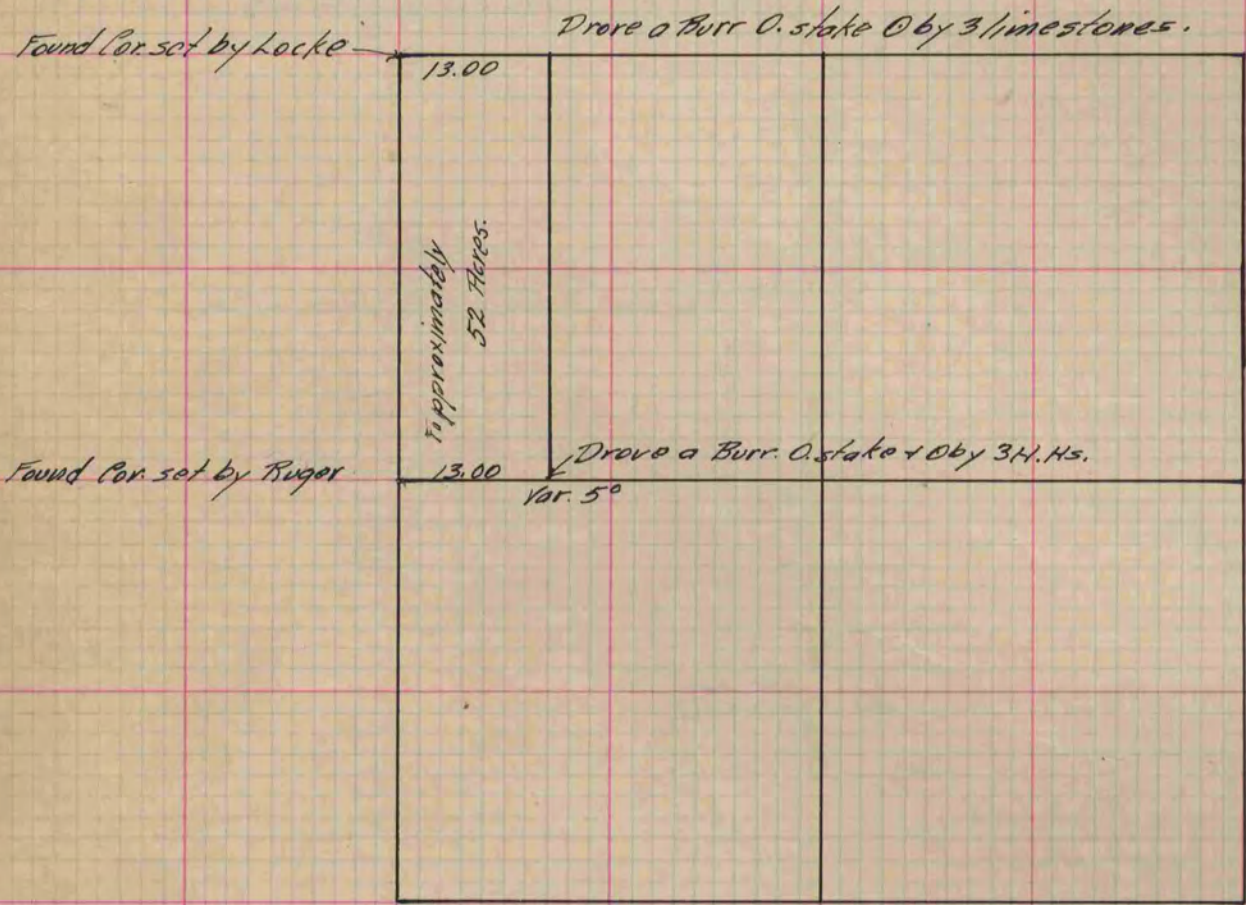 Drove a Burr O. stake ⊙ by 3 limestones.
Found Cor. set by Locke
13.00
Approximately
52 Acres.
Drove a Burr. O. stake & ⊙ by 3 H.Hs.
Found Cor. set by Ruger
13.00
Var. 5°